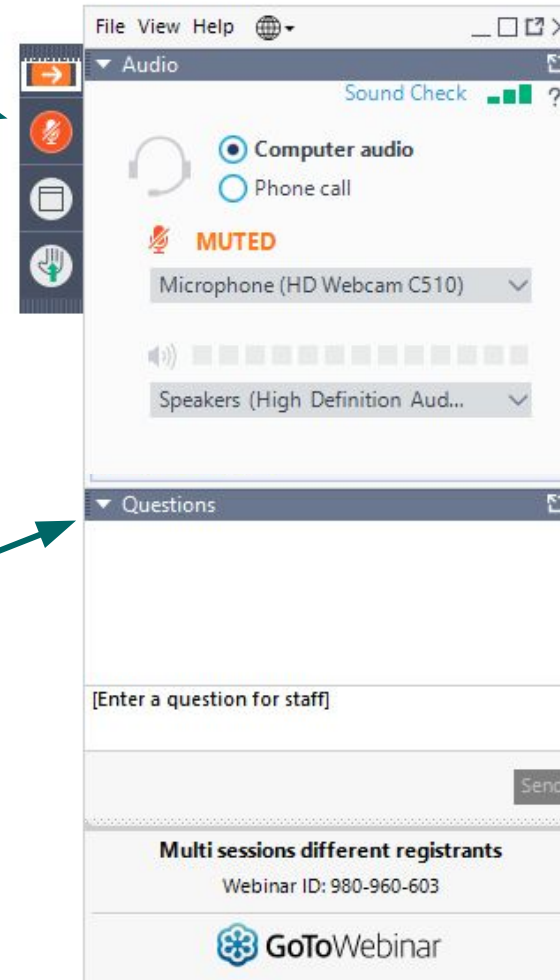 File View Help
Audio
Sound Check ?
Computer audio
Phone call
MUTED
Microphone (HD Webcam C510)
Speakers (High Definition Aud...
Questions
[Enter a question for staff]
Send
Multi sessions different registrants
Webinar ID: 980-960-603
GoToWebinar